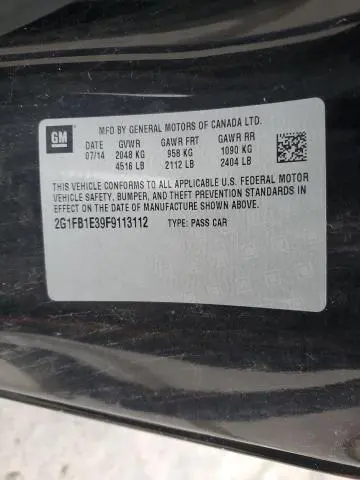 GM
MFD BY GENERAL MOTORS OF CANADA LTD.
DATE GVWR GAWR FRT GAWR RR
07/14 2048 KG 958 KG 1090 KG
4516 LB 2112 LB 2404 LB
THIS VEHICLE CONFORMS TO ALL APPLICABLE U.S. FEDERAL MOTOR
VEHICLE SAFETY, BUMPER, AND THEFT PREVENTION STANDARDS IN
EFFECT ON THE DATE OF MANUFACTURE SHOWN ABOVE.
2G1FB1E39F9113112 TYPE: PASS CAR